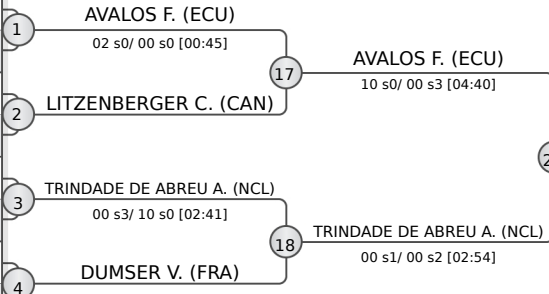 AVALOS F. (ECU)
1
02 s0/ 00 s0 [00:45]
AVALOS F. (ECU)
17
10 s0/ 00 s3 [04:40]
LITZENBERGER C. (CAN)
2
TRINDADE DE ABREU A. (NCL)
3
00 s3/ 10 s0 [02:41]
TRINDADE DE ABREU A. (NCL)
18
00 s1/ 00 s2 [02:54]
DUMSER V. (FRA)
4